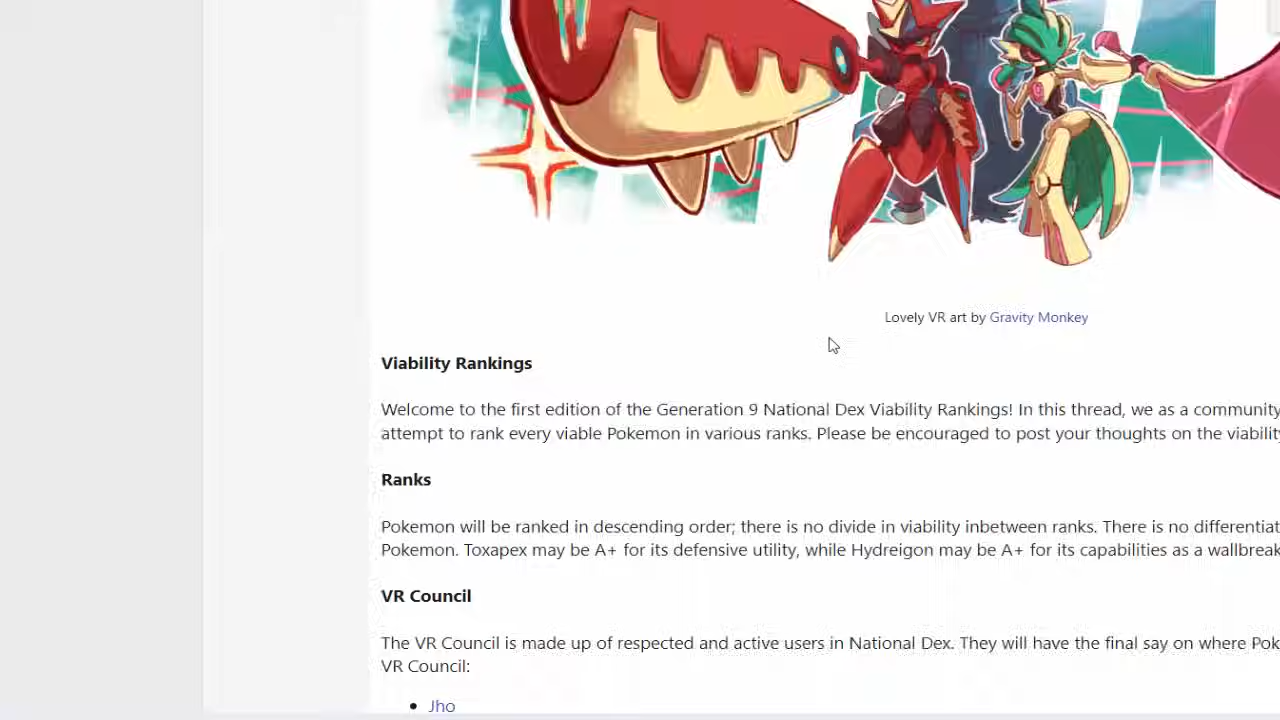 Lovely VR art by Gravity Monkey
Viability Rankings
Welcome to the first edition of the Generation 9 National Dex Viability Rankings! In this thread, we as a community
attempt to rank every viable Pokemon in various ranks. Please be encouraged to post your thoughts on the viability
Ranks
Pokemon will be ranked in descending order; there is no divide in viability inbetween ranks. There is no differentiat
Pokemon. Toxapex may be A+ for its defensive utility, while Hydreigon may be A+ for its capabilities as a wallbreak
VR Council
The VR Council is made up of respected and active users in National Dex. They will have the final say on where Pok
VR Council:
• Jho